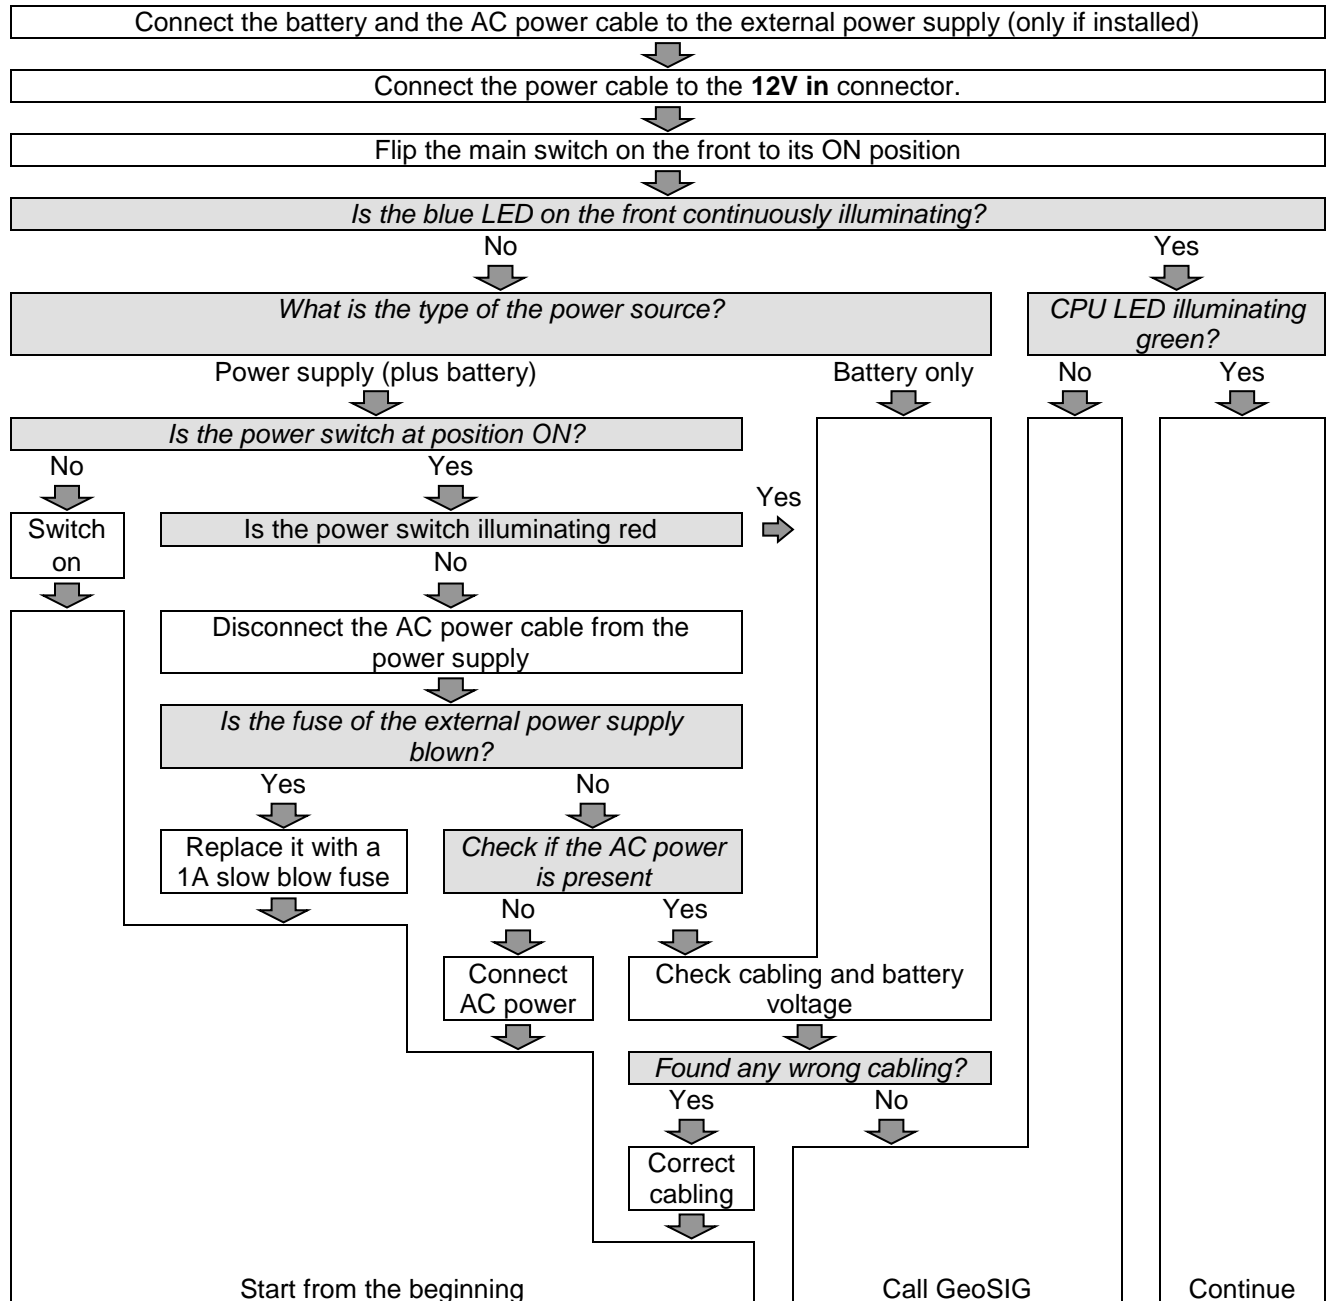 Connect the battery and the AC power cable to the external power supply (only if installed)
Connect the power cable to the 12V in connector.
Flip the main switch on the front to its ON position
Is the blue LED on the front continuously illuminating?
No
Yes
What is the type of the power source?
CPU LED illuminating
green?
Power supply (plus battery)
Battery only
No
Yes
Is the power switch at position ON?
No
Yes
Yes
Switch
on
Is the power switch illuminating red
No
Disconnect the AC power cable from the
power supply
Is the fuse of the external power supply
blown?
Yes
No
Replace it with a
1A slow blow fuse
Check if the AC power
is present
No
Yes
Connect
AC power
Check cabling and battery
voltage
Found any wrong cabling?
Yes
No
Correct
cabling
Start from the beginning
Call GeoSIG
Continue